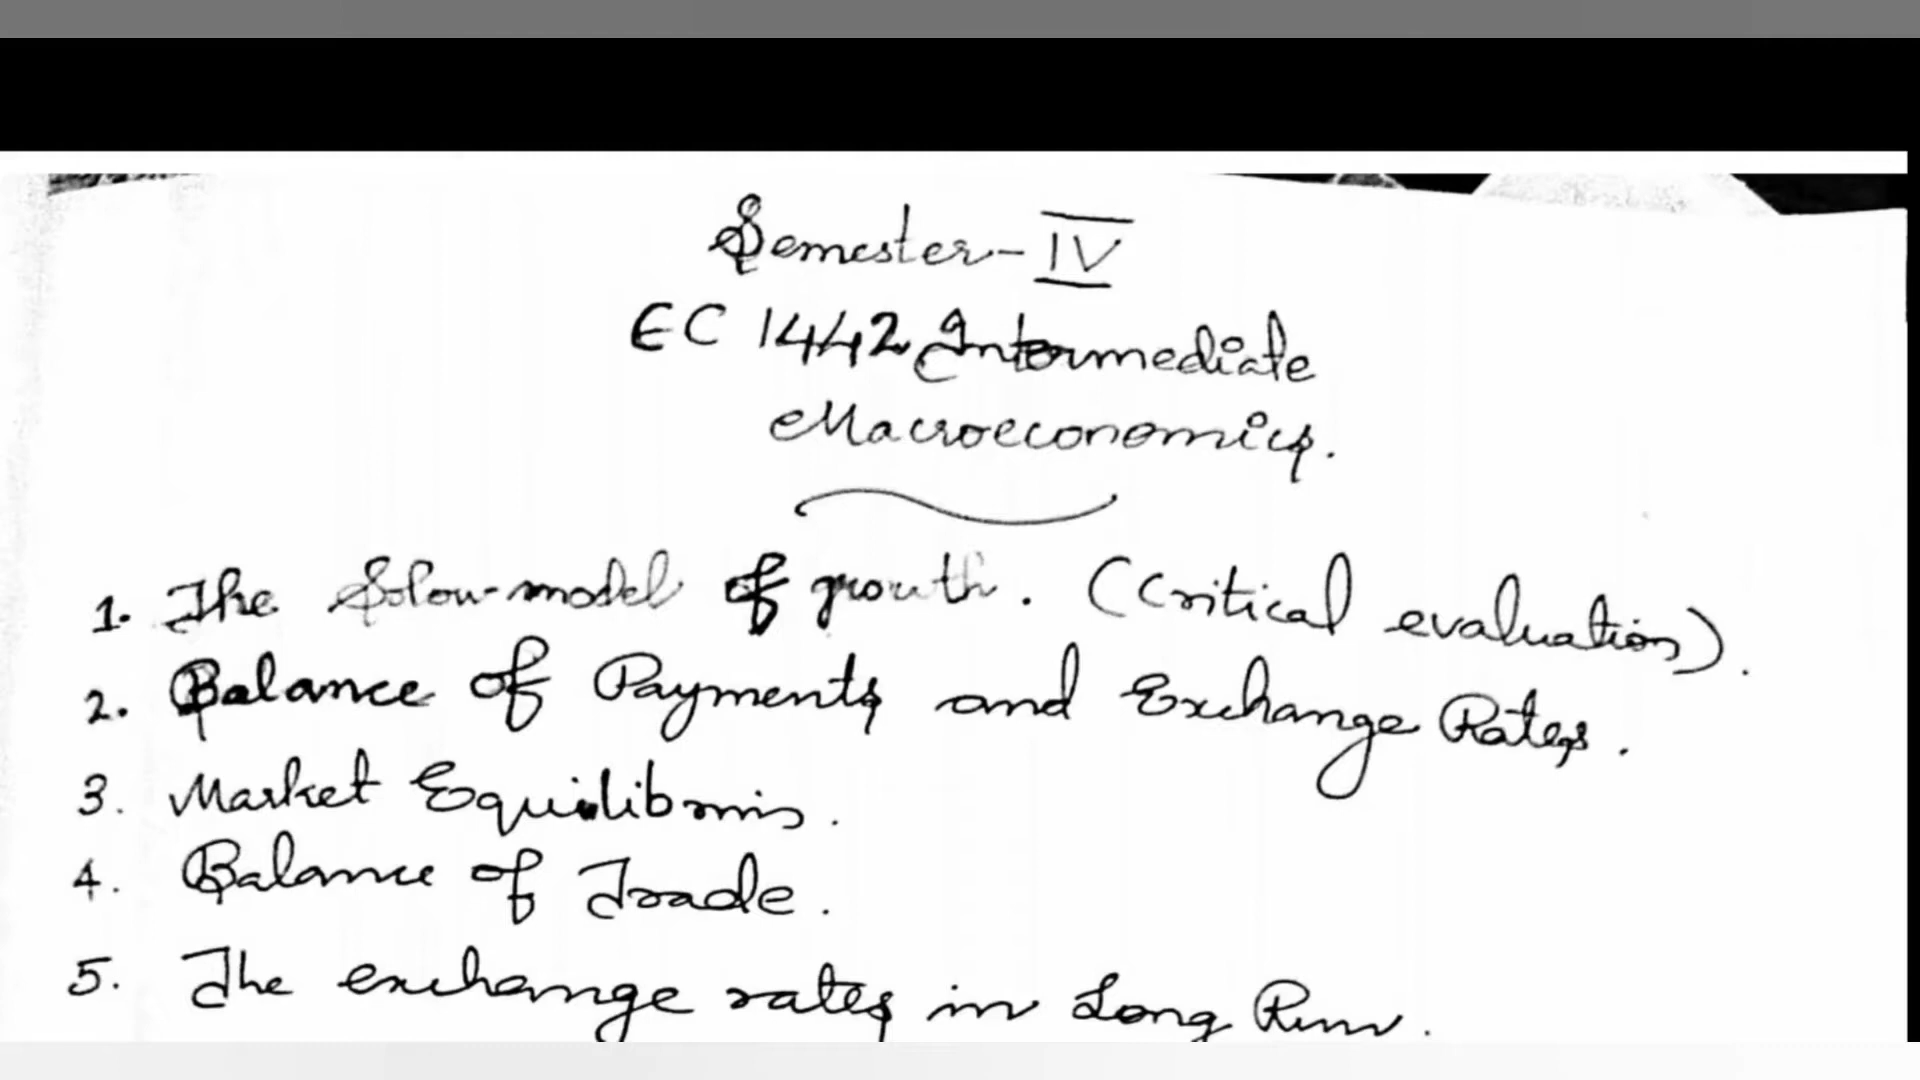 Semester-IV
EC 1442 Intermediate
Macroeconomics.
1. The Solow-model of growth. (Critical evaluation).
2. Balance of Payments and Exchange Rates.
3. Market Equilibrnis.
4. Balance of Trade.
5. The exchange rates in Long Run.